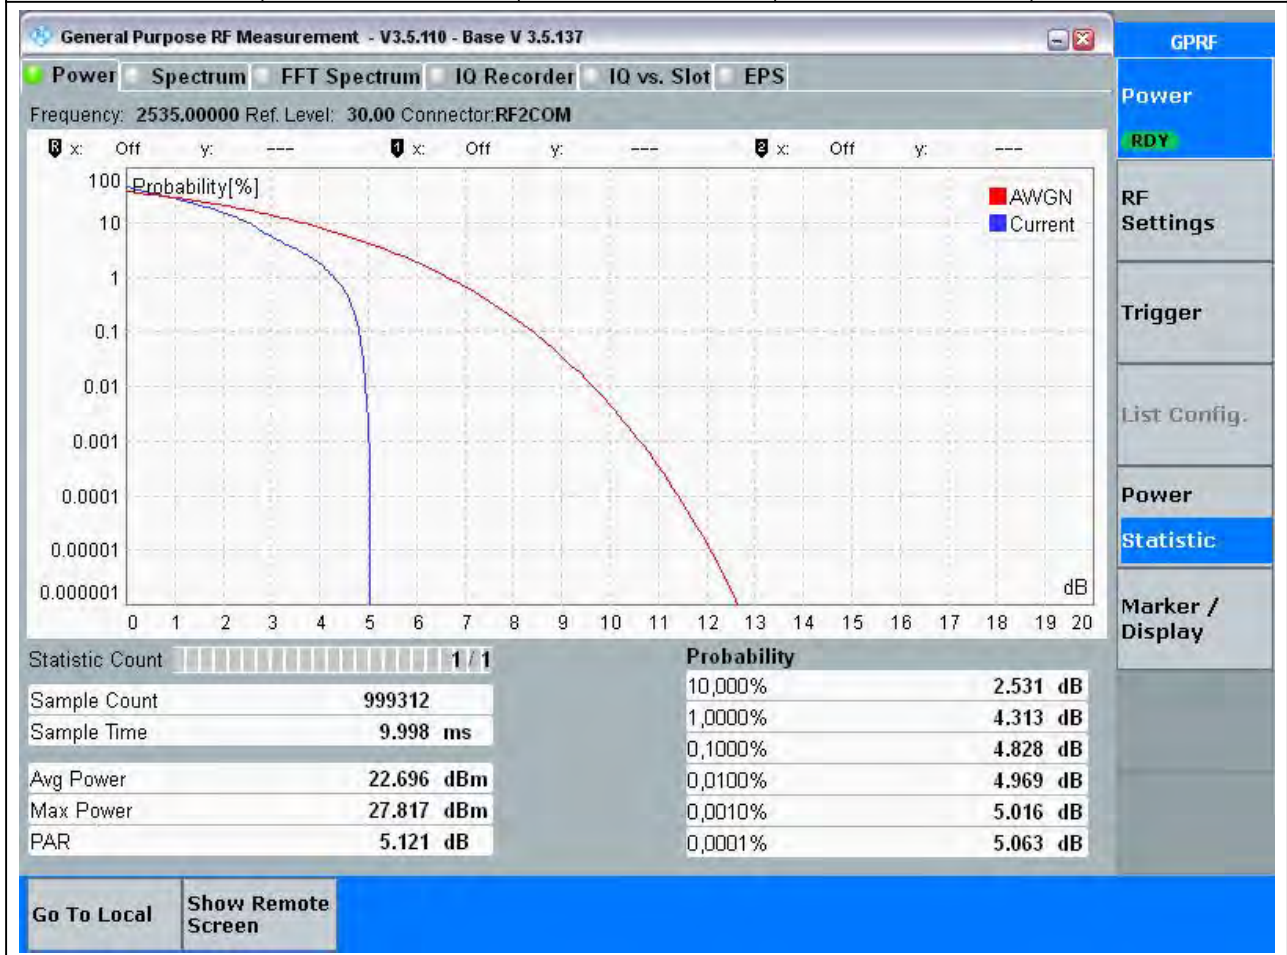 General Purpose RF Measurement - V3.5.110 - Base V 3.5.137
GPRF
Power Spectrum FFT Spectrum IQ Recorder IQ vs. Slot EPS
Frequency: 2535.00000 Ref. Level: 30.00 Connector:RF2COM
R x: Off y: --- 1 x: Off y: --- 2 x: Off y: ---
Probability[%]
AWGN
Current
100
10
1
0.1
0.01
0.001
0.0001
0.00001
0.000001
dB
0 1 2 3 4 5 6 7 8 9 10 11 12 13 14 15 16 17 18 19 20
Statistic Count 1 / 1
Sample Count 999312
Sample Time 9.998 ms
Avg Power 22.696 dBm
Max Power 27.817 dBm
PAR 5.121 dB
Probability
10,000% 2.531 dB
1,0000% 4.313 dB
0,1000% 4.828 dB
0,0100% 4.969 dB
0,0010% 5.016 dB
0,0001% 5.063 dB
Power
RDY
RF
Settings
Trigger
List Config.
Power
Statistic
Marker /
Display
Go To Local
Show Remote
Screen